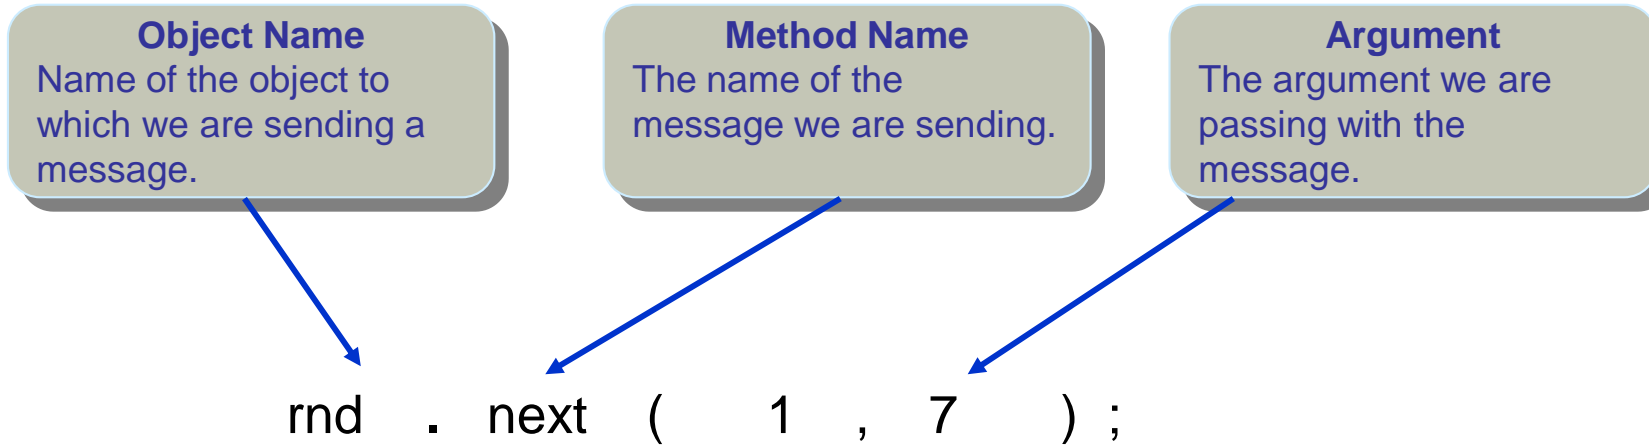 Object Name
Name of the object to
which we are sending a
message.
Method Name
The name of the
message we are sending.
Argument
The argument we are
passing with the
message.
rnd . next ( 1 , 7 ) ;